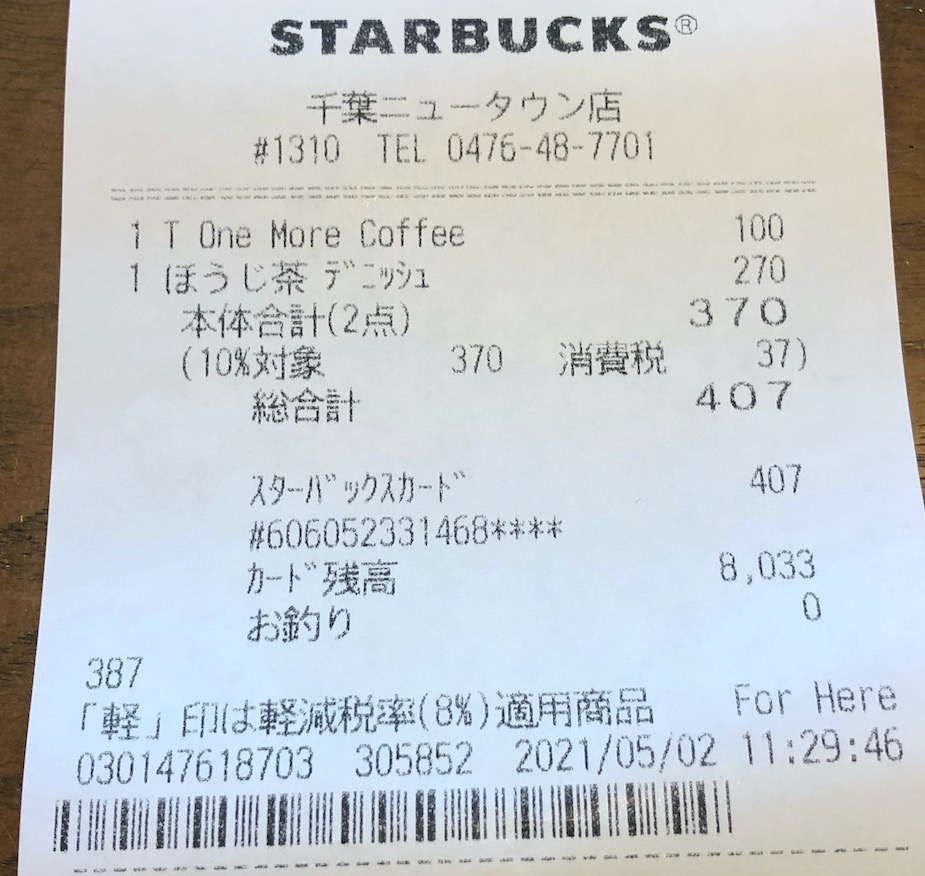 STARBUCKS®
千葉ニュータウン店
#1310 TEL 0476-48-7701
1 T One More Coffee 100
1 ほうじ茶 デニッシュ 270
本体合計(2点) 370
(10%対象 370 消費税 37)
総合計 407
スターバックスカード 407
#606052331468****
カード残高 8,033
お釣り 0
387
「軽」印は軽減税率(8%)適用商品 For Here
030147618703 305852 2021/05/02 11:29:46